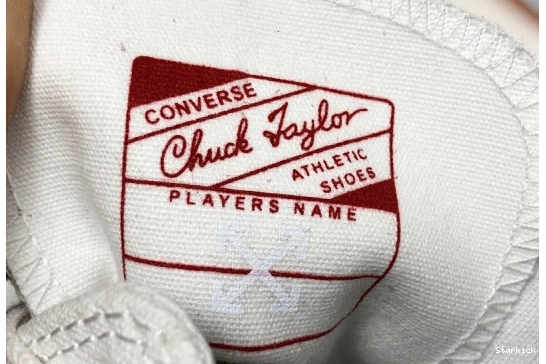 CONVERSE
Chuck Taylor
ATHLETIC
SHOES
PLAYERS NAME
Starkick